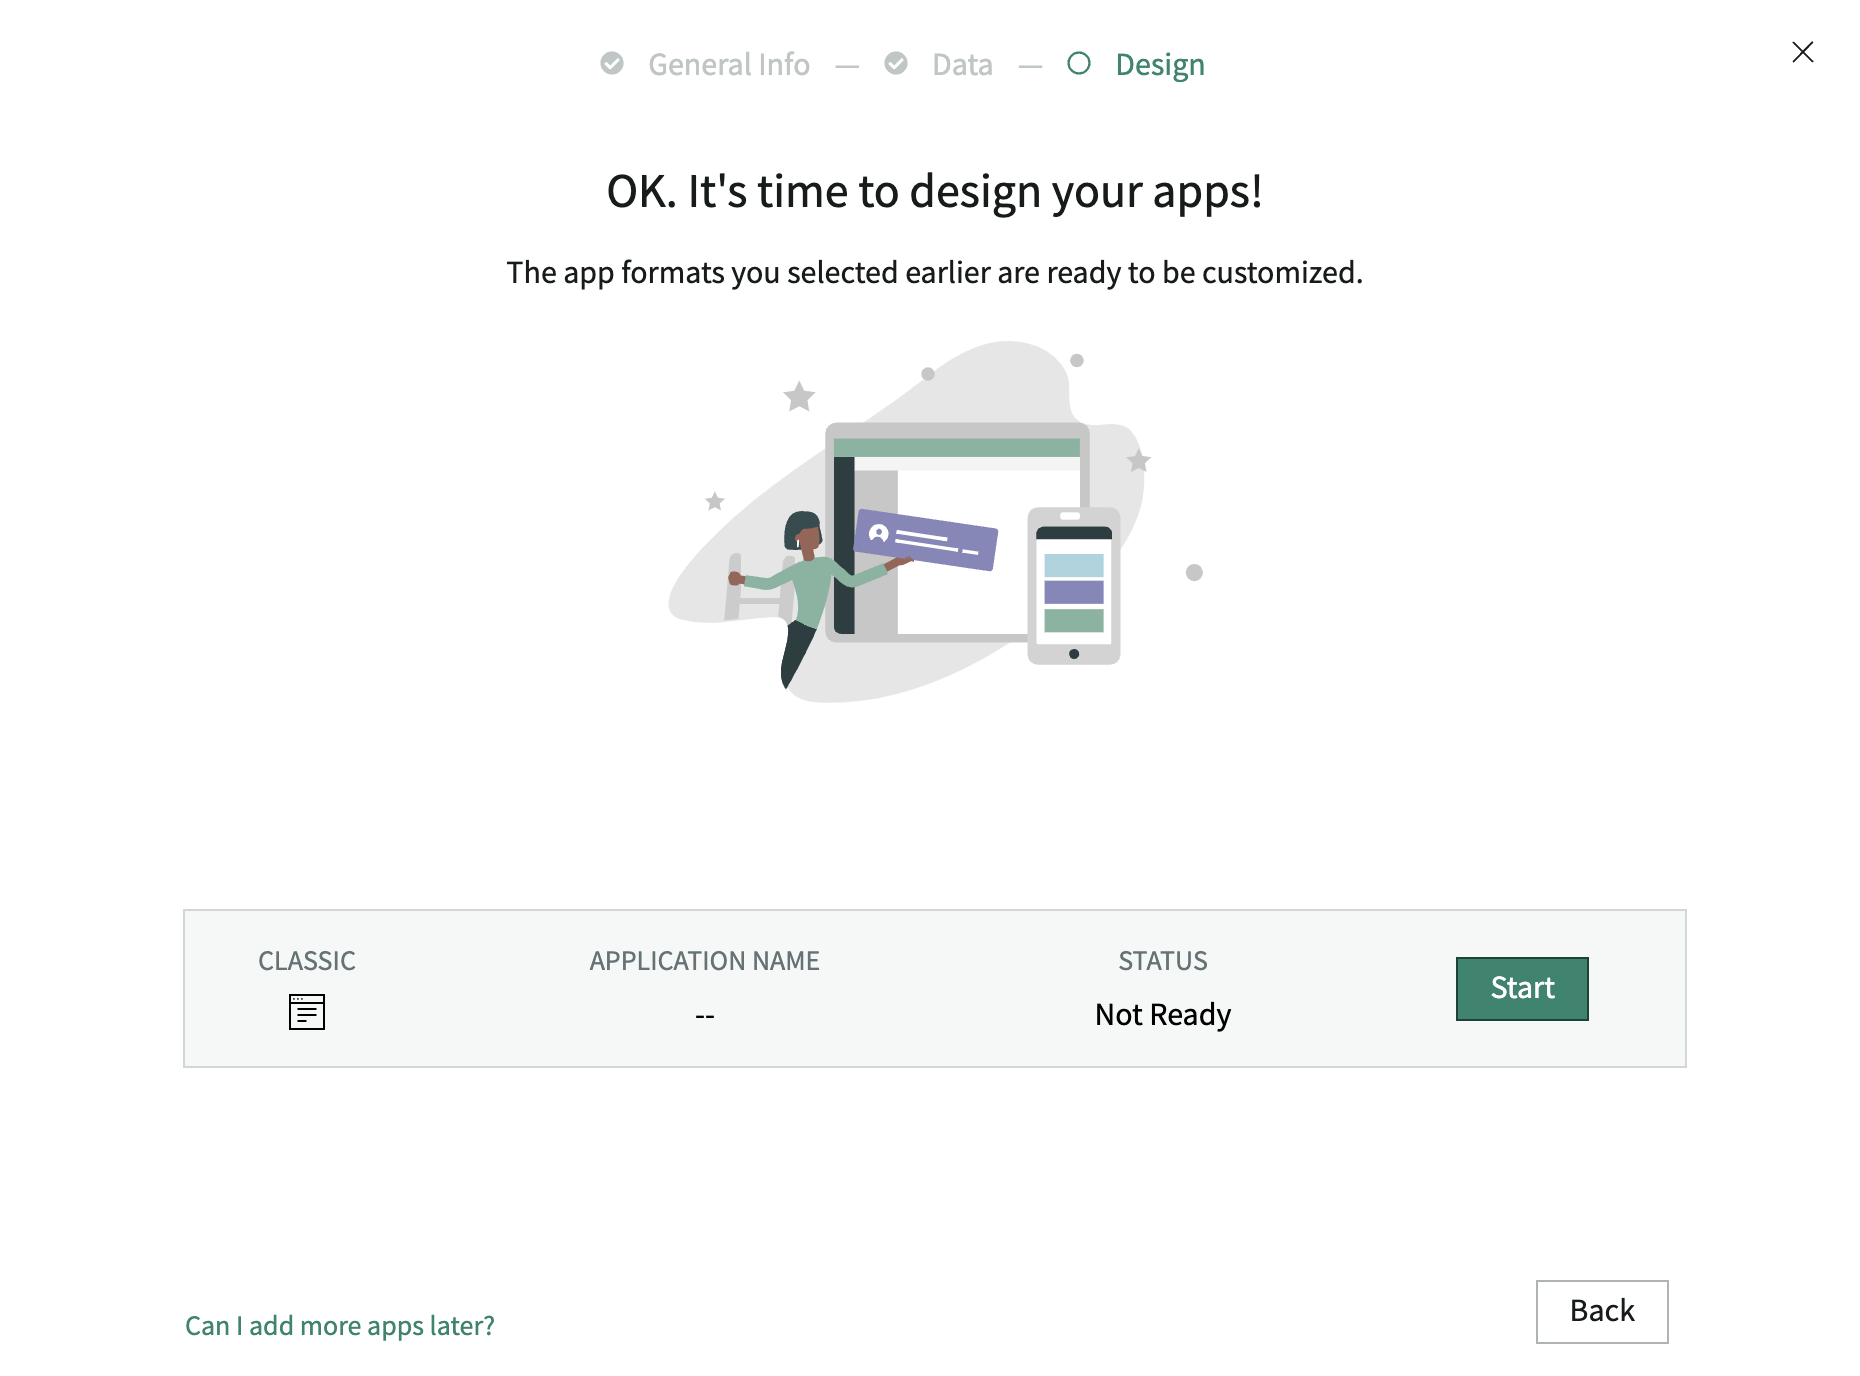 General Info — Data — Design
OK. It's time to design your apps!
The app formats you selected earlier are ready to be customized.
CLASSIC APPLICATION NAME STATUS
-- Not Ready
Start
Can I add more apps later?
Back